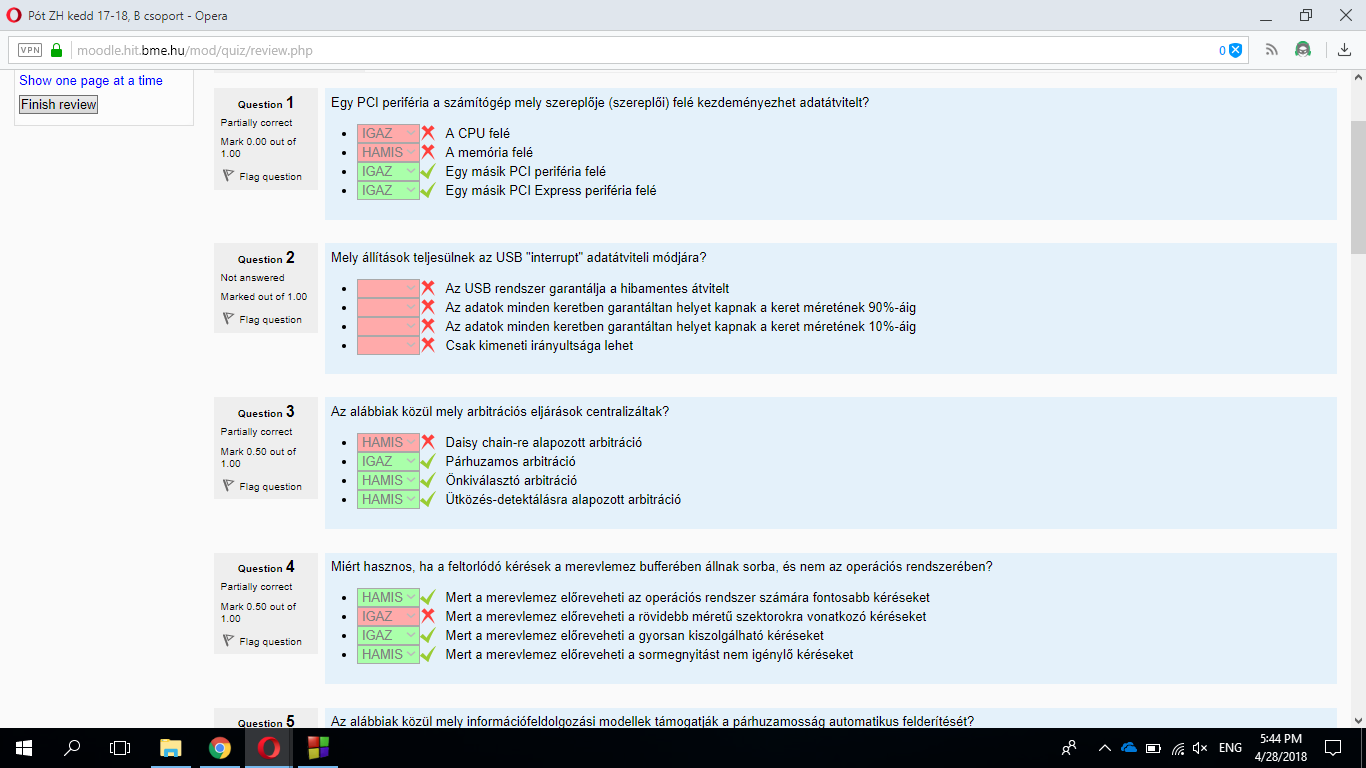 Pót ZH kedd 17-18, B csoport - Opera
VPN moodle.hit.bme.hu/mod/quiz/review.php 0
Show one page at a time
Finish review
Question 1
Partially correct
Mark 0.00 out of
1.00
Flag question
Egy PCI periféria a számítógép mely szereplője (szereplői) felé kezdeményezhet adatátvitelt?
IGAZ A CPU felé
HAMIS A memória felé
IGAZ Egy másik PCI periféria felé
IGAZ Egy másik PCI Express periféria felé
Question 2
Not answered
Marked out of 1.00
Flag question
Mely állítások teljesülnek az USB "interrupt" adatátviteli módjára?
Az USB rendszer garantálja a hibamentes átvitelt
Az adatok minden keretben garantáltan helyet kapnak a keret méretének 90%-áig
Az adatok minden keretben garantáltan helyet kapnak a keret méretének 10%-áig
Csak kimeneti irányultsága lehet
Question 3
Partially correct
Mark 0.50 out of
1.00
Flag question
Az alábbiak közül mely arbitrációs eljárások centralizáltak?
HAMIS Daisy chain-re alapozott arbitráció
IGAZ Párhuzamos arbitráció
HAMIS Önkiválasztó arbitráció
HAMIS Ütközés-detektálásra alapozott arbitráció
Question 4
Partially correct
Mark 0.50 out of
1.00
Flag question
Miért hasznos, ha a feltorlódó kérések a merevlemez bufferében állnak sorba, és nem az operációs rendszerében?
HAMIS Mert a merevlemez előreveheti az operációs rendszer számára fontosabb kéréseket
IGAZ Mert a merevlemez előreveheti a rövidebb méretű szektorokra vonatkozó kéréseket
IGAZ Mert a merevlemez előreveheti a gyorsan kiszolgálható kéréseket
HAMIS Mert a merevlemez előreveheti a sormegnyitást nem igénylő kéréseket
Question 5
Az alábbiak közül mely információfeldolgozási modellek támogatják a párhuzamosság automatikus felderítését?
ENG
5:44 PM
4/28/2018